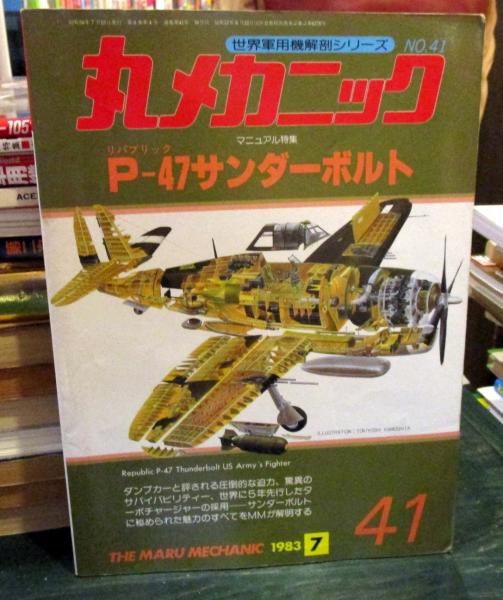 世界軍用機解剖シリーズ NO.41
丸メカニック
マニュアル特集
リパブリック
P-47サンダーボルト
Republic P-47 Thunderbolt US Army's Fighter
ダンプカーと評される圧倒的な迫力、驚異の
サバイバビリティー、世界に5年先行したタ
ーボチャージャーの採用――サンダーボルト
に秘められた魅力のすべてをMMが解明する
41
THE MARU MECHANIC 1983 7
-105
ACE